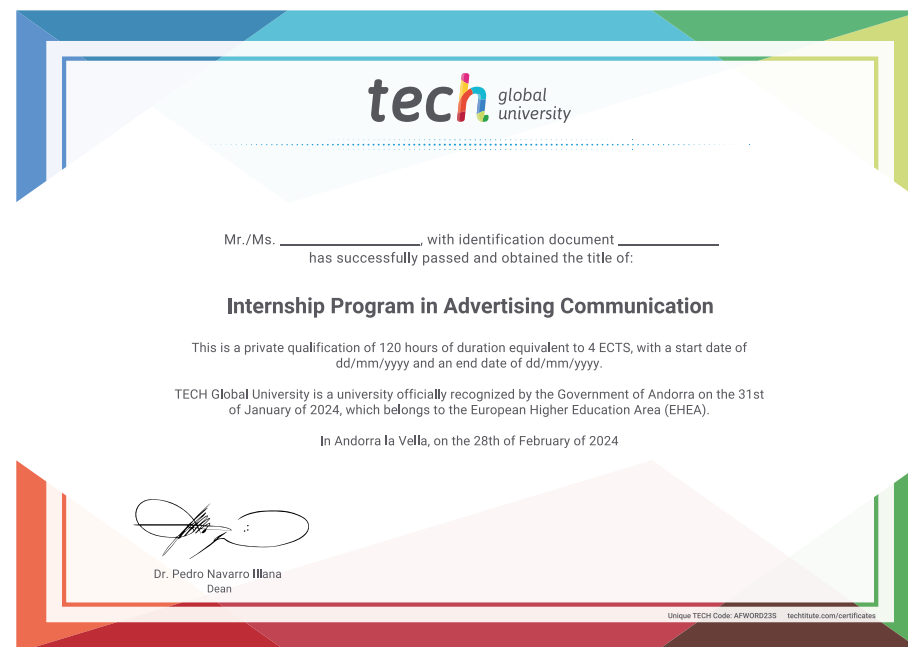 tech global
university
Mr./Ms. ____________________, with identification document ______________
has successfully passed and obtained the title of:
Internship Program in Advertising Communication
This is a private qualification of 120 hours of duration equivalent to 4 ECTS, with a start date of
dd/mm/yyyy and an end date of dd/mm/yyyy.
TECH Global University is a university officially recognized by the Government of Andorra on the 31st
of January of 2024, which belongs to the European Higher Education Area (EHEA).
In Andorra la Vella, on the 28th of February of 2024
Dr. Pedro Navarro Illana
Dean
Unique TECH Code: AFWORD23S techtitute.com/certificates